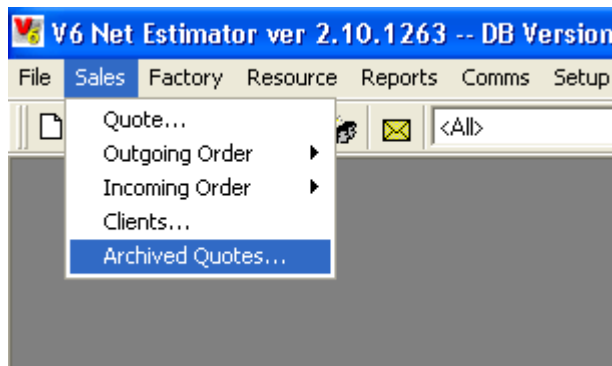 V6 Net Estimator ver 2.10.1263 -- DB Version
File Sales Factory Resource Reports Comms Setup
<All>
Quote...
Outgoing Order
Incoming Order
Clients...
Archived Quotes...